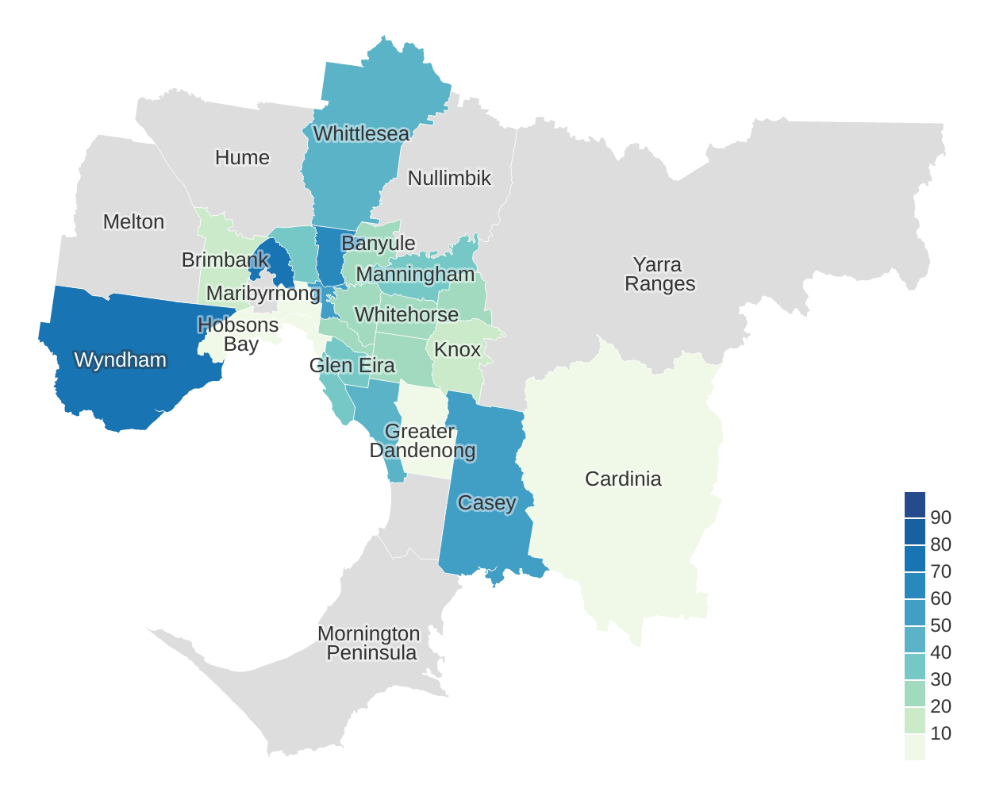 Whittlesea
Hume
Nullimbik
Melton
Banyule
Brimbank
Manningham
Yarra
Ranges
Maribyrnong
Whitehorse
Hobsons
Bay
Knox
Wyndham
Glen Eira
Greater
Dandenong
Cardinia
Casey
90
80
70
60
50
40
30
20
10
Mornington
Peninsula